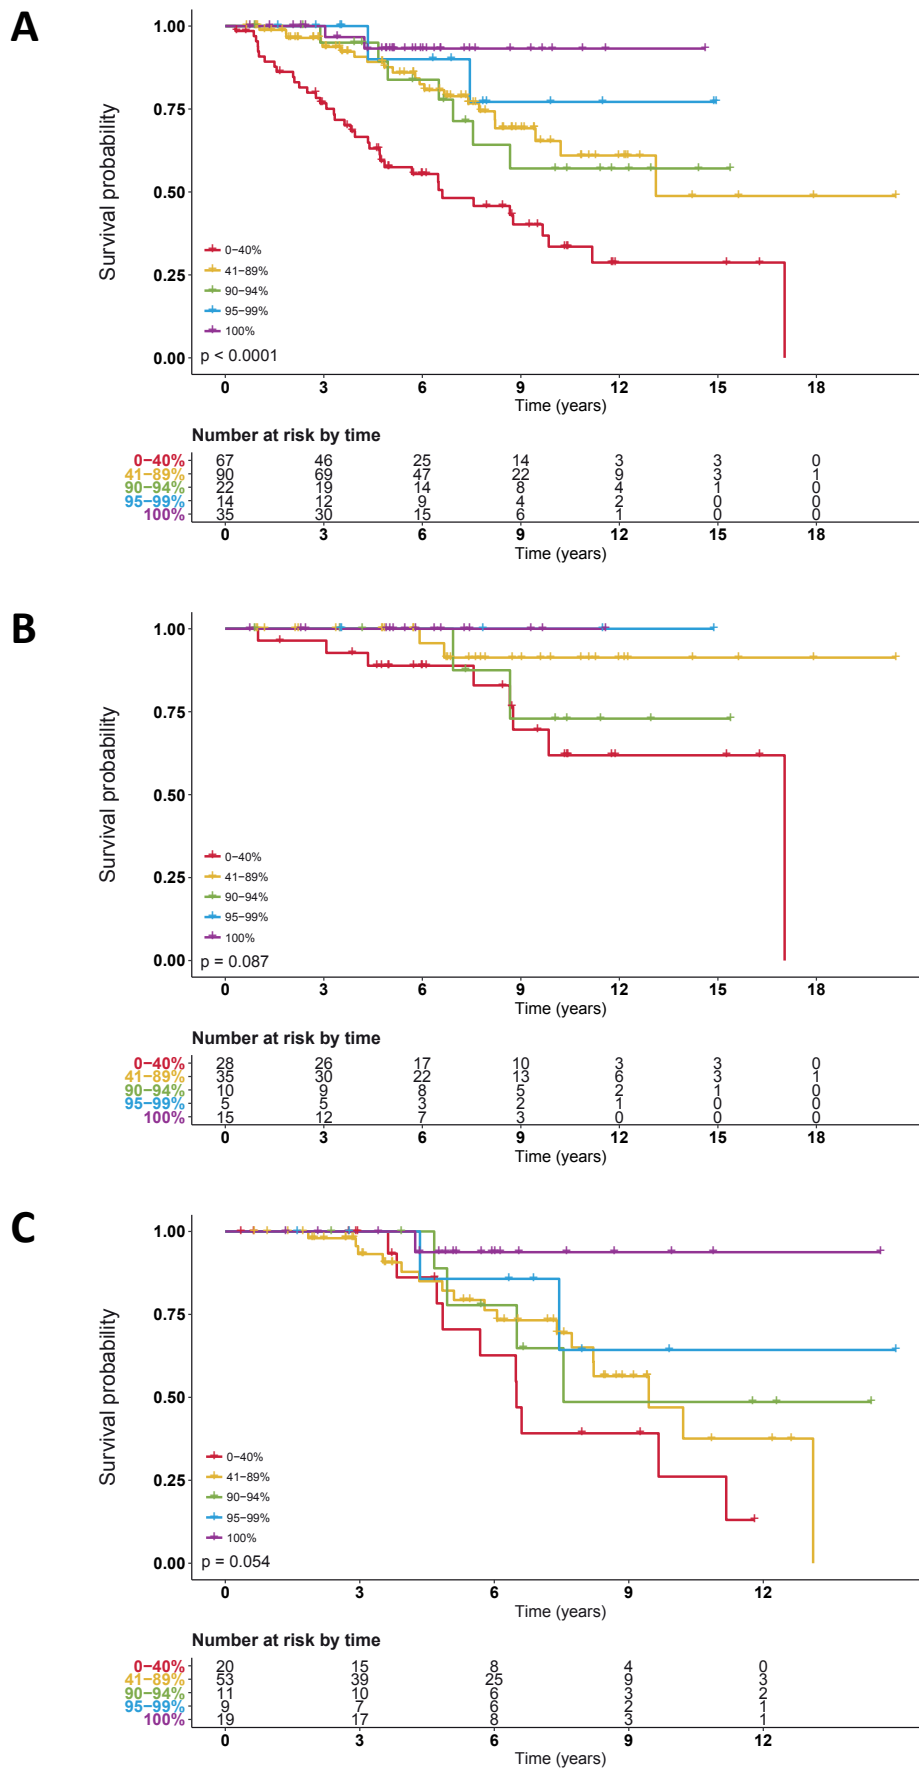 A
Survival probability
1.00
0.75
0.50
0.25
0.00
0−40%
41−89%
90−94%
95−99%
100%
p < 0.0001
0 3 6 9 12 15 18
Time (years)
Number at risk by time
0−40% 67 46 25 14 3 3 0
41−89% 90 69 47 22 9 3 1
90−94% 22 19 14 8 4 1 0
95−99% 14 12 9 4 2 0 0
100% 35 30 15 6 1 0 0
0 3 6 9 12 15 18
Time (years)
B
Survival probability
1.00
0.75
0.50
0.25
0.00
0−40%
41−89%
90−94%
95−99%
100%
p = 0.087
0 3 6 9 12 15 18
Time (years)
Number at risk by time
0−40% 28 26 17 10 3 3 0
41−89% 35 30 22 13 6 3 1
90−94% 10 9 8 5 2 1 0
95−99% 5 5 3 2 1 0 0
100% 15 12 7 3 0 0 0
0 3 6 9 12 15 18
Time (years)
C
Survival probability
1.00
0.75
0.50
0.25
0.00
0−40%
41−89%
90−94%
95−99%
100%
p = 0.054
0 3 6 9 12
Time (years)
Number at risk by time
0−40% 20 15 8 4 0
41−89% 53 39 25 9 3
90−94% 11 10 6 3 2
95−99% 9 7 6 2 1
100% 19 17 8 3 1
0 3 6 9 12
Time (years)